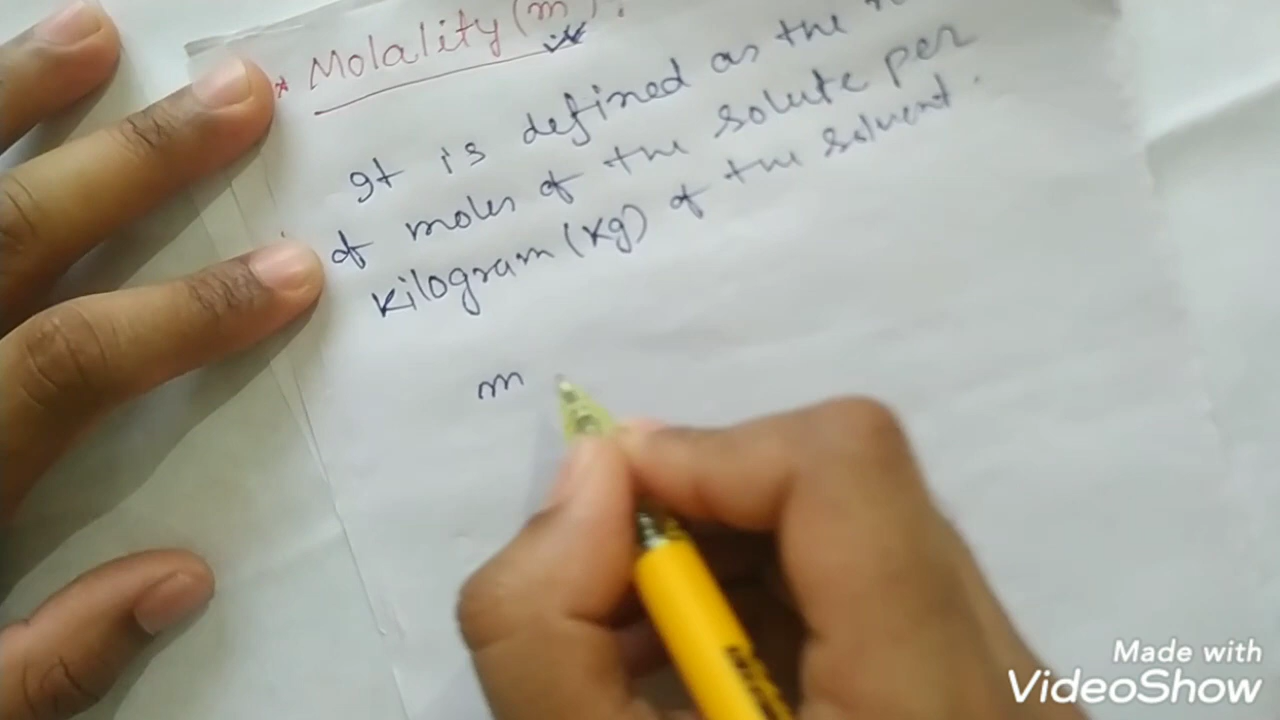 * Molality (m) :
It is defined as the
of moles of the solute per
kilogram (kg) of the solvent.
m
Made with
VideoShow